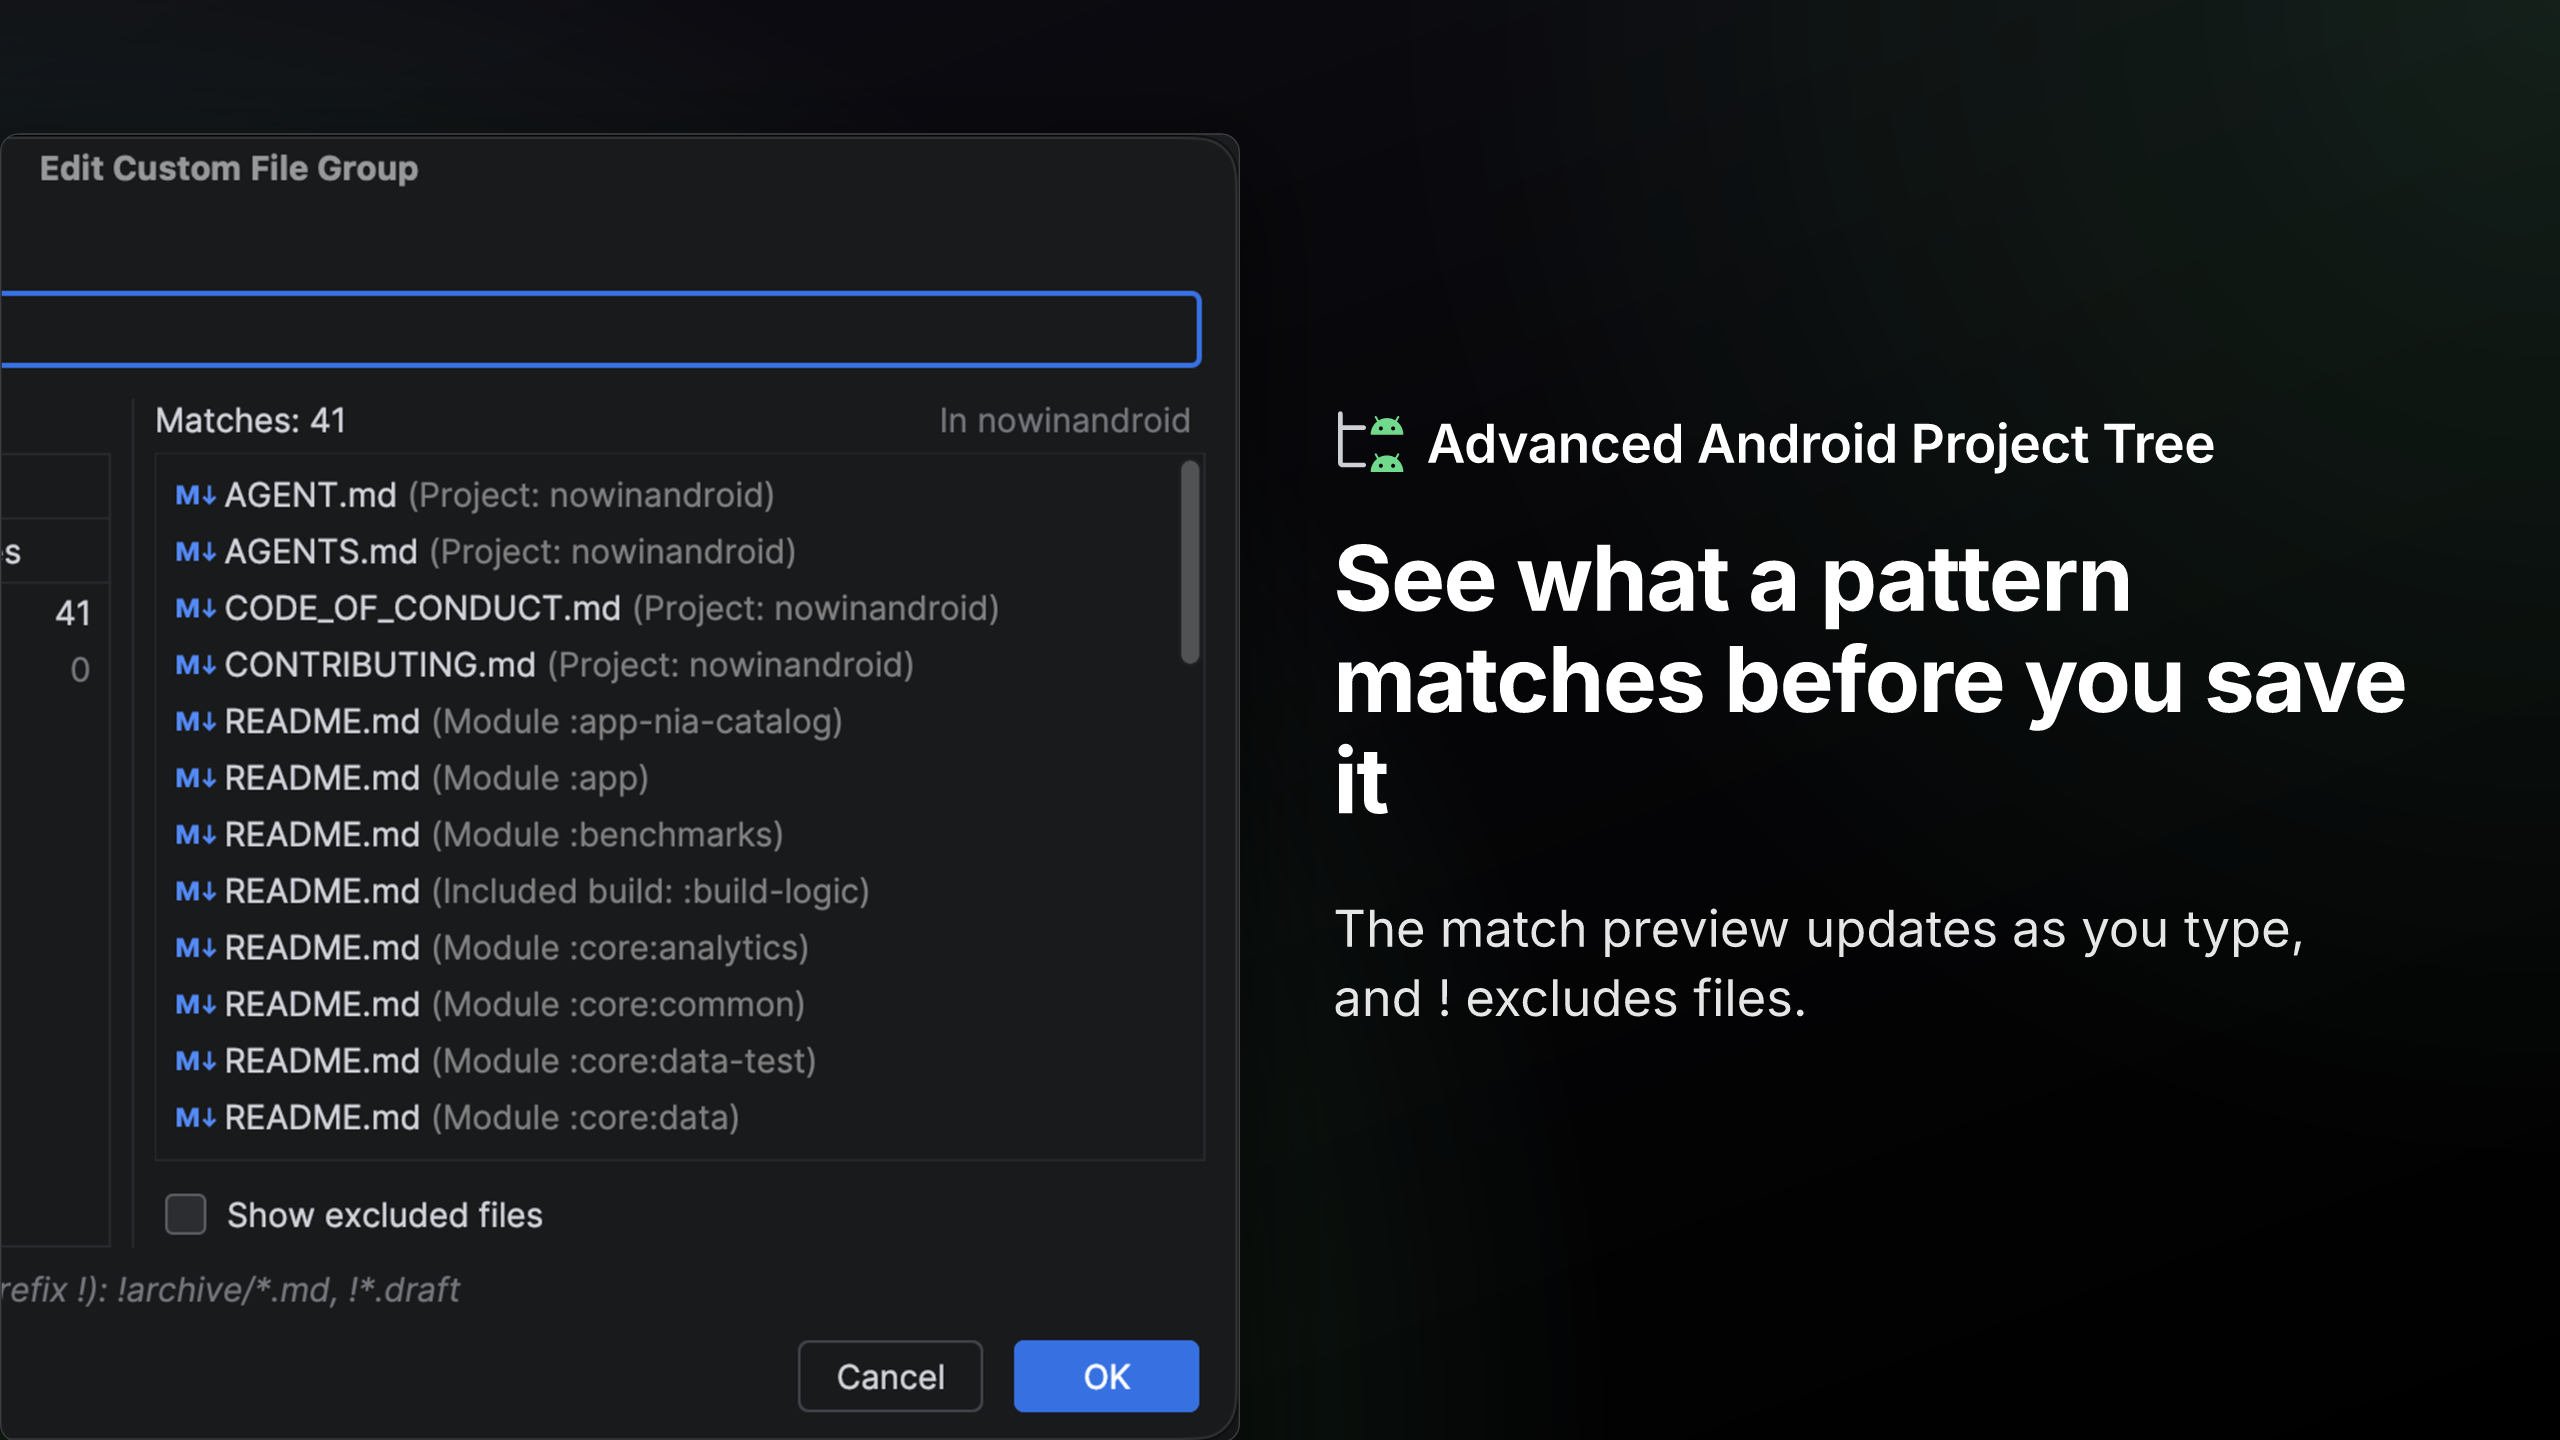 Edit Custom File Group
Matches: 41
In nowinandroid
s
41
0
M↓ AGENT.md (Project: nowinandroid)
M↓ AGENTS.md (Project: nowinandroid)
M↓ CODE_OF_CONDUCT.md (Project: nowinandroid)
M↓ CONTRIBUTING.md (Project: nowinandroid)
M↓ README.md (Module :app-nia-catalog)
M↓ README.md (Module :app)
M↓ README.md (Module :benchmarks)
M↓ README.md (Included build: :build-logic)
M↓ README.md (Module :core:analytics)
M↓ README.md (Module :core:common)
M↓ README.md (Module :core:data-test)
M↓ README.md (Module :core:data)
Show excluded files
refix !): !archive/*.md, !*.draft
Cancel
OK
Advanced Android Project Tree
See what a pattern
matches before you save
it
The match preview updates as you type,
and ! excludes files.